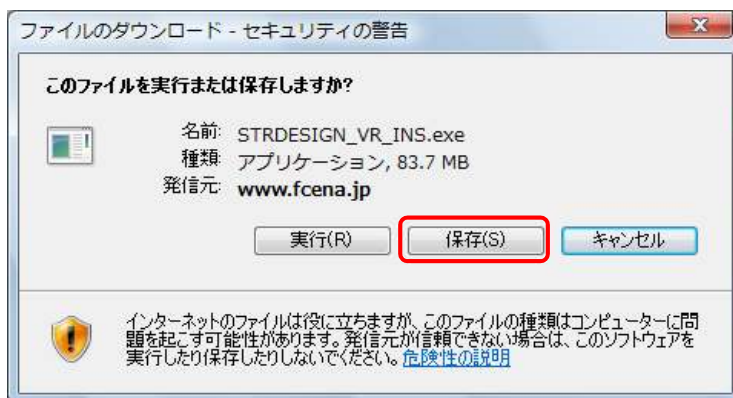 ファイルのダウンロード - セキュリティの警告
このファイルを実行または保存しますか?
名前: STRDESIGN_VR_INS.exe
種類: アプリケーション, 83.7 MB
発信元: www.fcena.jp
実行(R) 保存(S) キャンセル
インターネットのファイルは役に立ちますが、このファイルの種類はコンピューターに問
題を起こす可能性があります。発信元が信頼できない場合は、このソフトウェアを
実行したり保存したりしないでください。危険性の説明